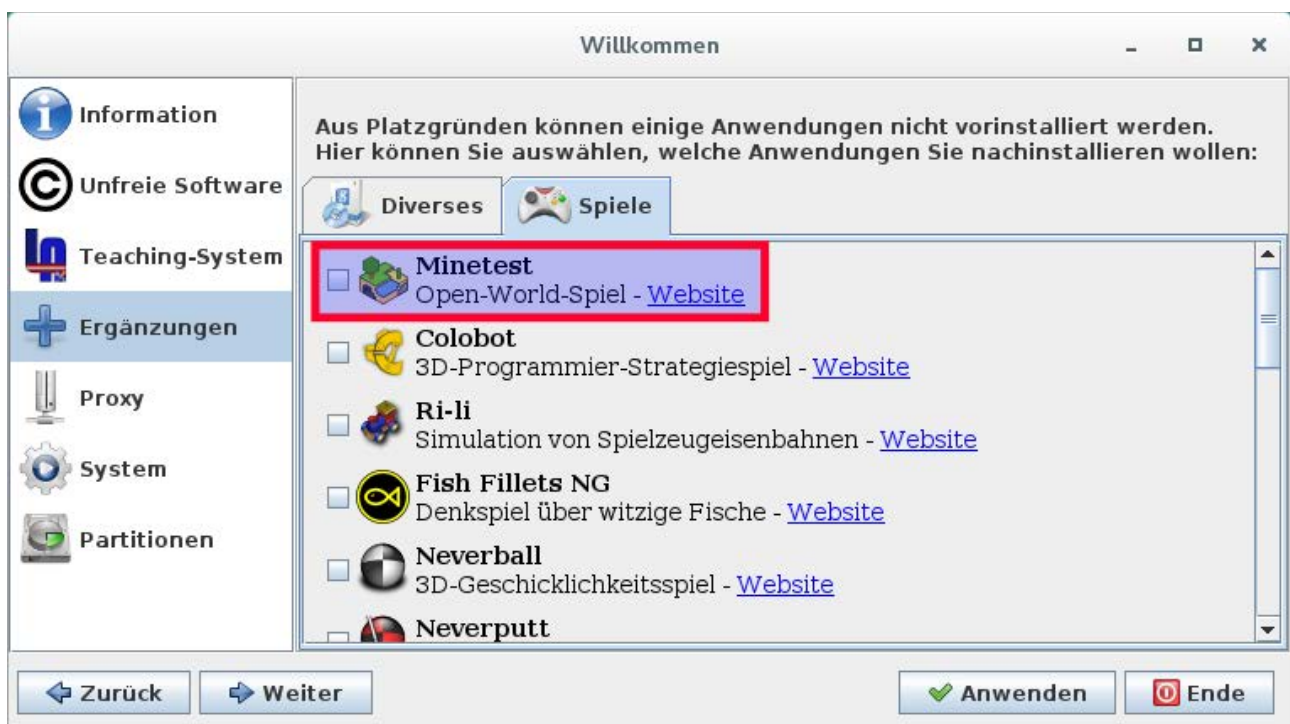 Willkommen
Information
Unfreie Software
Teaching-System
Ergänzungen
Proxy
System
Partitionen
Aus Platzgründen können einige Anwendungen nicht vorinstalliert werden.
Hier können Sie auswählen, welche Anwendungen Sie nachinstallieren wollen:
Diverses
Spiele
Minetest
Open-World-Spiel - Website
Colobot
3D-Programmier-Strategiespiel - Website
Ri-li
Simulation von Spielzeugeisenbahnen - Website
Fish Fillets NG
Denkspiel über witzige Fische - Website
Neverball
3D-Geschicklichkeitsspiel - Website
Neverputt
Zurück
Weiter
Anwenden
Ende